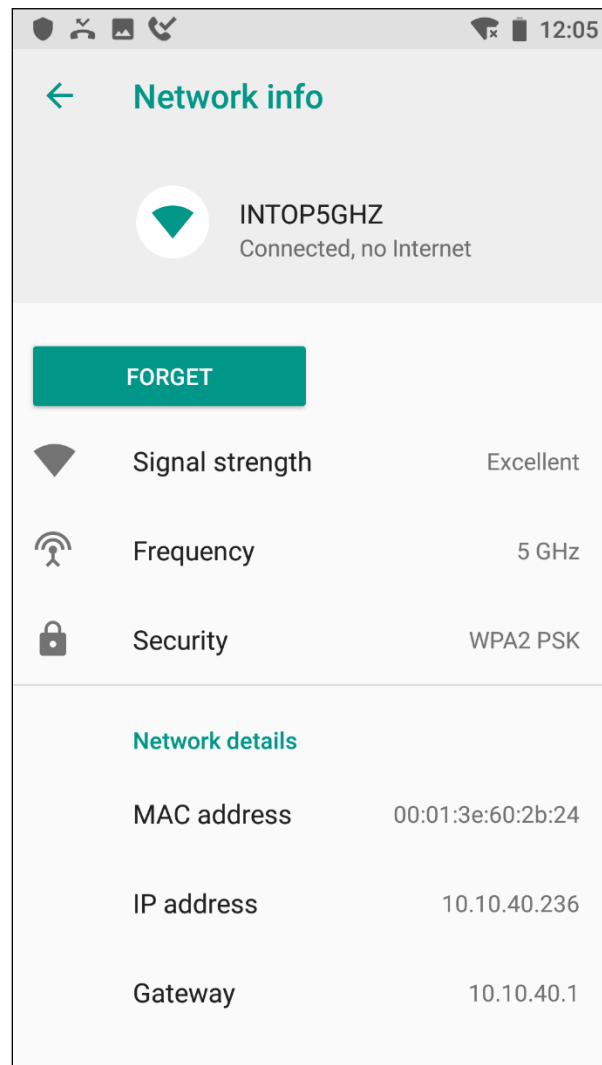 12:05
Network info
INTOP5GHZ
Connected, no Internet
FORGET
Signal strength Excellent
Frequency 5 GHz
Security WPA2 PSK
Network details
MAC address 00:01:3e:60:2b:24
IP address 10.10.40.236
Gateway 10.10.40.1